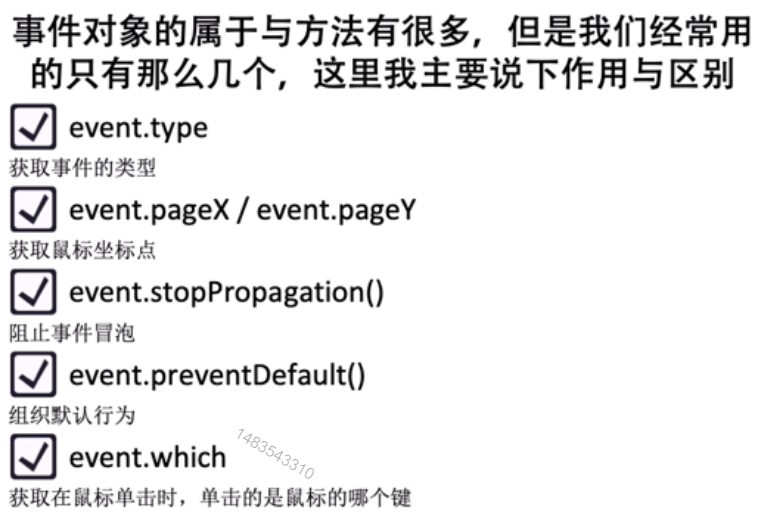 事件对象的属于与方法有很多，但是我们经常用
的只有那么几个，这里我主要说下作用与区别
event.type
获取事件的类型
event.pageX / event.pageY
获取鼠标坐标点
event.stopPropagation()
阻止事件冒泡
event.preventDefault()
组织默认行为
event.which
1483543310
获取在鼠标单击时，单击的是鼠标的哪个键